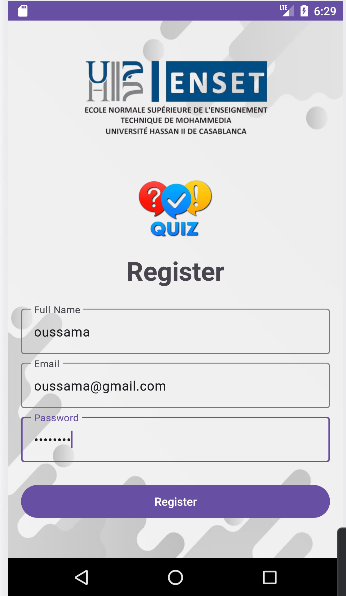 LTE
6:29
UH
ENSET
ECOLE NORMALE SUPÉRIEURE DE L'ENSEIGNEMENT
TECHNIQUE DE MOHAMMEDIA
UNIVERSITÉ HASSAN II DE CASABLANCA
? !
QUIZ
Register
Full Name
oussama
Email
oussama@gmail.com
Password
••••••••
Register